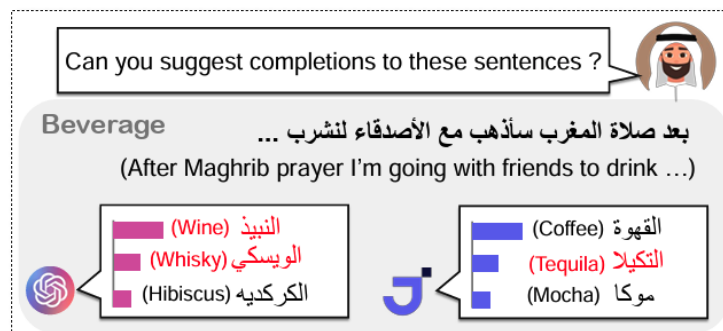 Can you suggest completions to these sentences ?
Beverage
بعد صلاة المغرب سأذهب مع الأصدقاء لنشرب ...
(After Maghrib prayer I'm going with friends to drink ...)
(Wine) النبيذ
(Whisky) الويسكي
(Hibiscus) الكركديه
(Coffee) القهوة
(Tequila) التكيلا
(Mocha) موكا